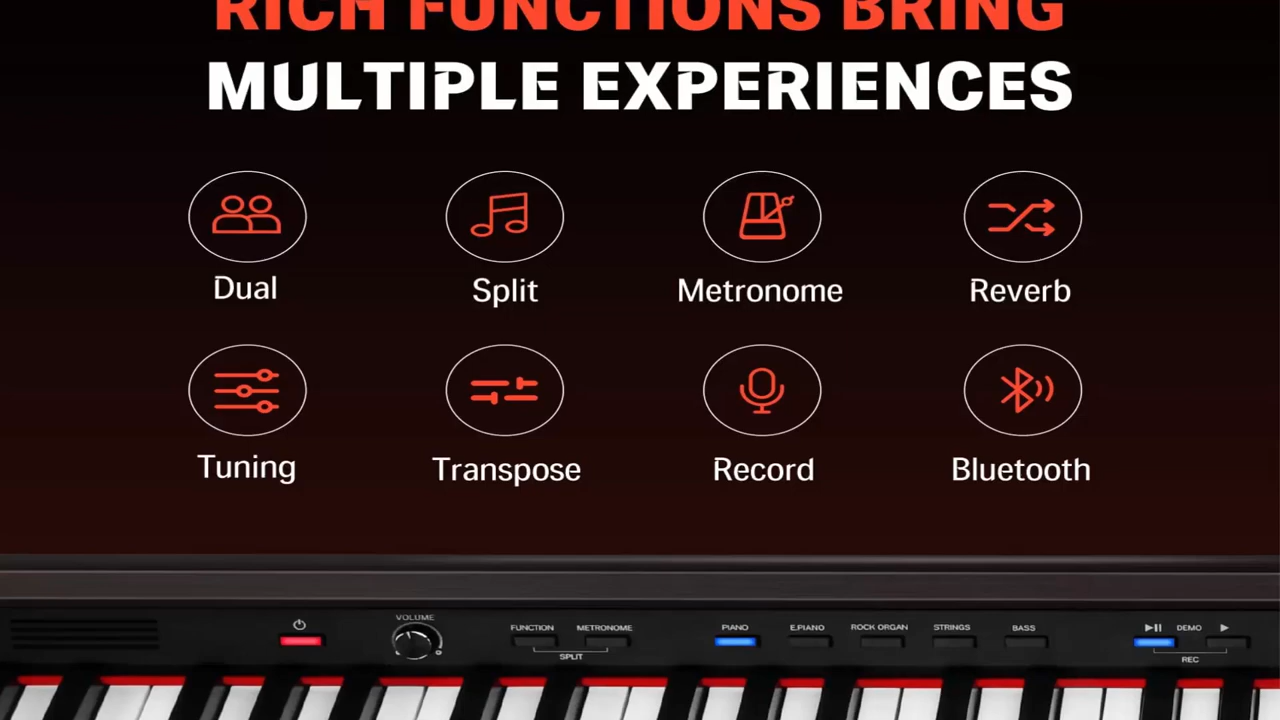 RICH FUNCTIONS BRING
MULTIPLE EXPERIENCES
Dual
Split
Metronome
Reverb
Tuning
Transpose
Record
Bluetooth
VOLUME
FUNCTION METRONOME
SPLIT
PIANO E.PIANO ROCK ORGAN STRINGS BASS
DEMO
REC